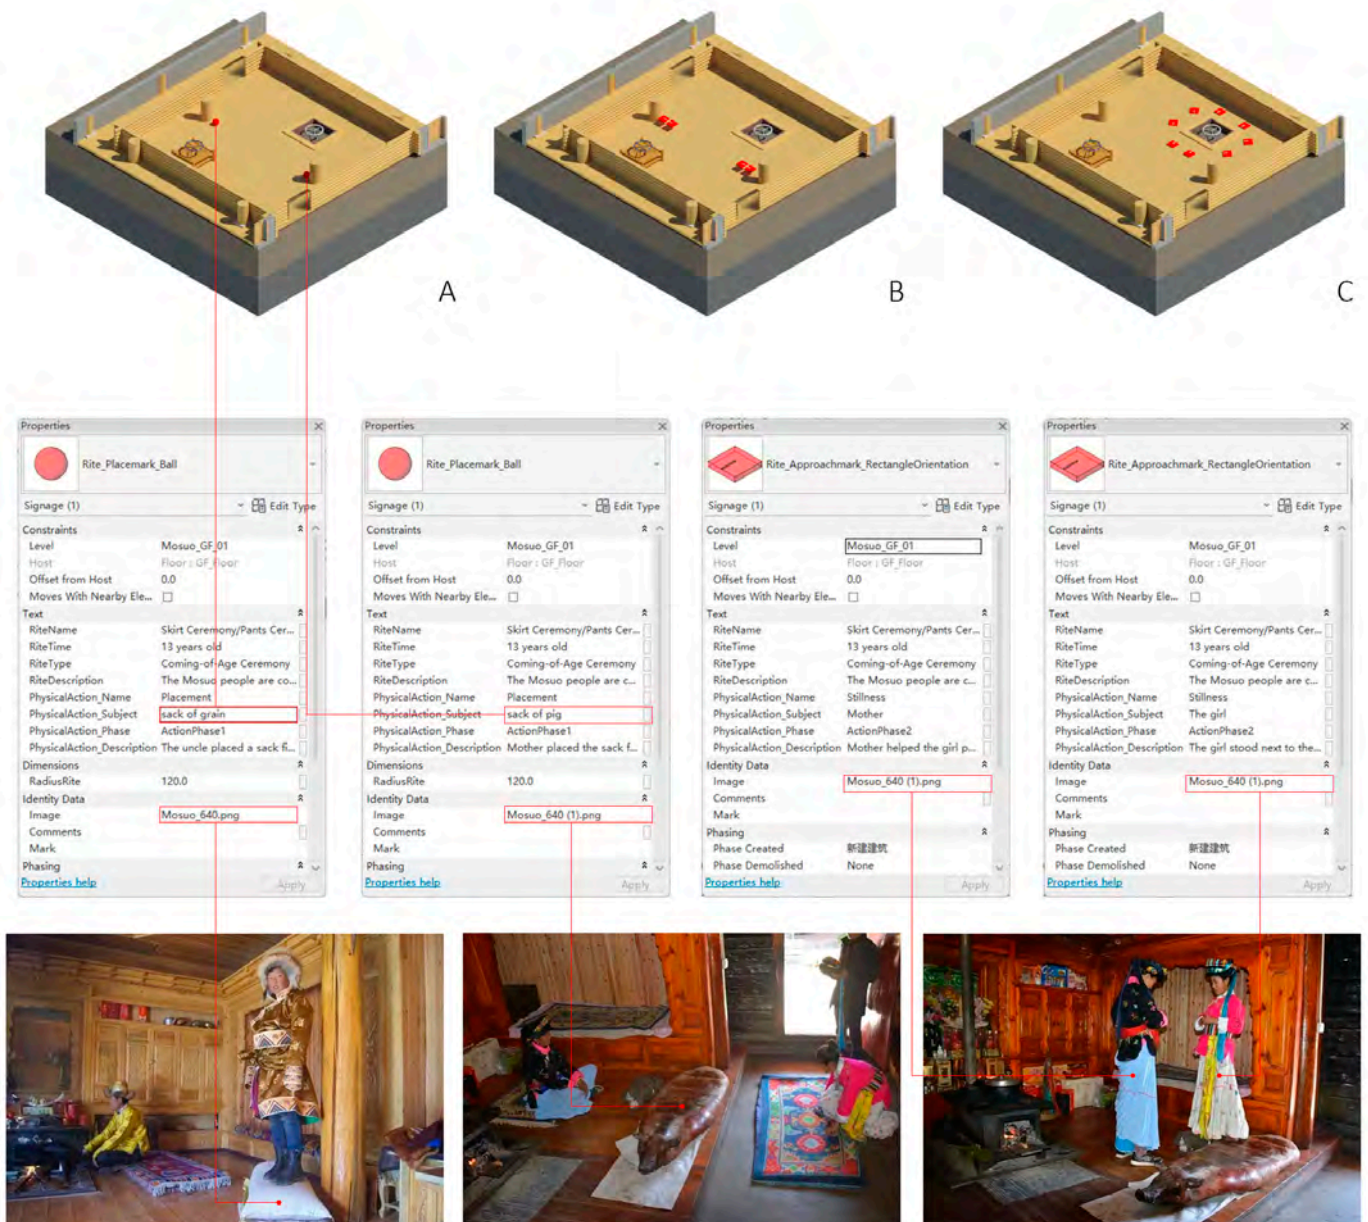 A
B
C
Properties
Rite_Placemark_Ball
Signage (1)
Edit Type
Constraints
Level Mosuo_GF_01
Host Floor : GF_Floor
Offset from Host 0.0
Moves With Nearby Ele...
Text
RiteName Skirt Ceremony/Pants Cer...
RiteTime 13 years old
RiteType Coming-of-Age Ceremony
RiteDescription The Mosuo people are co...
PhysicalAction_Name Placement
PhysicalAction_Subject sack of grain
PhysicalAction_Phase ActionPhase1
PhysicalAction_Description The uncle placed a sack fi...
Dimensions
RadiusRite 120.0
Identity Data
Image Mosuo_640.png
Comments
Mark
Phasing
Properties help
Apply
Properties
Rite_Placemark_Ball
Signage (1)
Edit Type
Constraints
Level Mosuo_GF_01
Host Floor : GF_Floor
Offset from Host 0.0
Moves With Nearby Ele...
Text
RiteName Skirt Ceremony/Pants Cer...
RiteTime 13 years old
RiteType Coming-of-Age Ceremony
RiteDescription The Mosuo people are c...
PhysicalAction_Name Placement
PhysicalAction_Subject sack of pig
PhysicalAction_Phase ActionPhase1
PhysicalAction_Description Mother placed the sack f...
Dimensions
RadiusRite 120.0
Identity Data
Image Mosuo_640 (1).png
Comments
Mark
Phasing
Properties help
Apply
Properties
Rite_Approachmark_RectangleOrientation
Signage (1)
Edit Type
Constraints
Level Mosuo_GF_01
Host Floor : GF_Floor
Offset from Host 0.0
Moves With Nearby Ele...
Text
RiteName Skirt Ceremony/Pants Cer...
RiteTime 13 years old
RiteType Coming-of-Age Ceremony
RiteDescription The Mosuo people are c...
PhysicalAction_Name Stillness
PhysicalAction_Subject Mother
PhysicalAction_Phase ActionPhase2
PhysicalAction_Description Mother helped the girl p...
Identity Data
Image Mosuo_640 (1).png
Comments
Mark
Phasing
Phase Created 新建建筑
Phase Demolished None
Properties help
Apply
Properties
Rite_Approachmark_RectangleOrientation
Signage (1)
Edit Type
Constraints
Level Mosuo_GF_01
Host Floor : GF_Floor
Offset from Host 0.0
Moves With Nearby Ele...
Text
RiteName Skirt Ceremony/Pants Cer...
RiteTime 13 years old
RiteType Coming-of-Age Ceremony
RiteDescription The Mosuo people are c...
PhysicalAction_Name Stillness
PhysicalAction_Subject The girl
PhysicalAction_Phase ActionPhase2
PhysicalAction_Description The girl stood next to the...
Identity Data
Image Mosuo_640 (1).png
Comments
Mark
Phasing
Phase Created 新建建筑
Phase Demolished None
Properties help
Apply